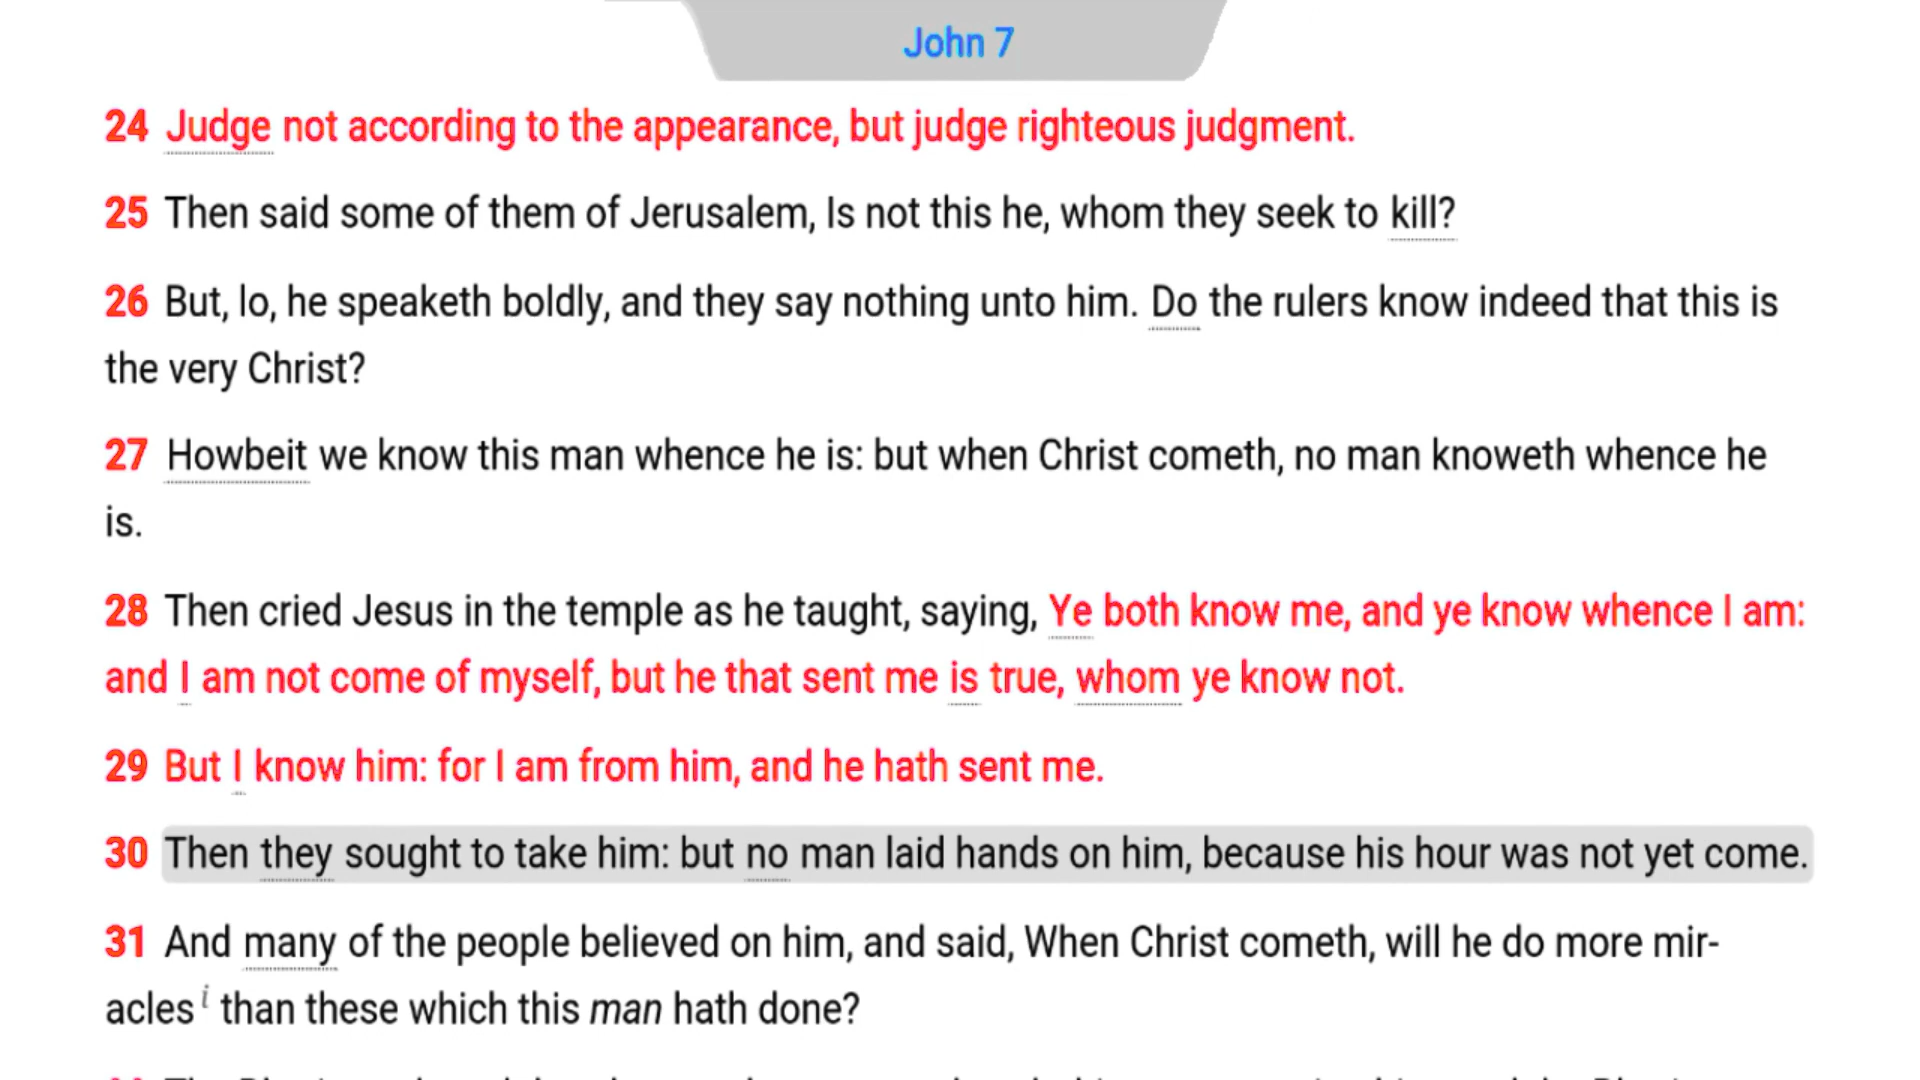 John 7
24 Judge not according to the appearance, but judge righteous judgment.
25 Then said some of them of Jerusalem, Is not this he, whom they seek to kill?
26 But, lo, he speaketh boldly, and they say nothing unto him. Do the rulers know indeed that this is
the very Christ?
27 Howbeit we know this man whence he is: but when Christ cometh, no man knoweth whence he
is.
28 Then cried Jesus in the temple as he taught, saying, Ye both know me, and ye know whence I am:
and I am not come of myself, but he that sent me is true, whom ye know not.
29 But I know him: for I am from him, and he hath sent me.
30 Then they sought to take him: but no man laid hands on him, because his hour was not yet come.
31 And many of the people believed on him, and said, When Christ cometh, will he do more mir-
acles i than these which this man hath done?